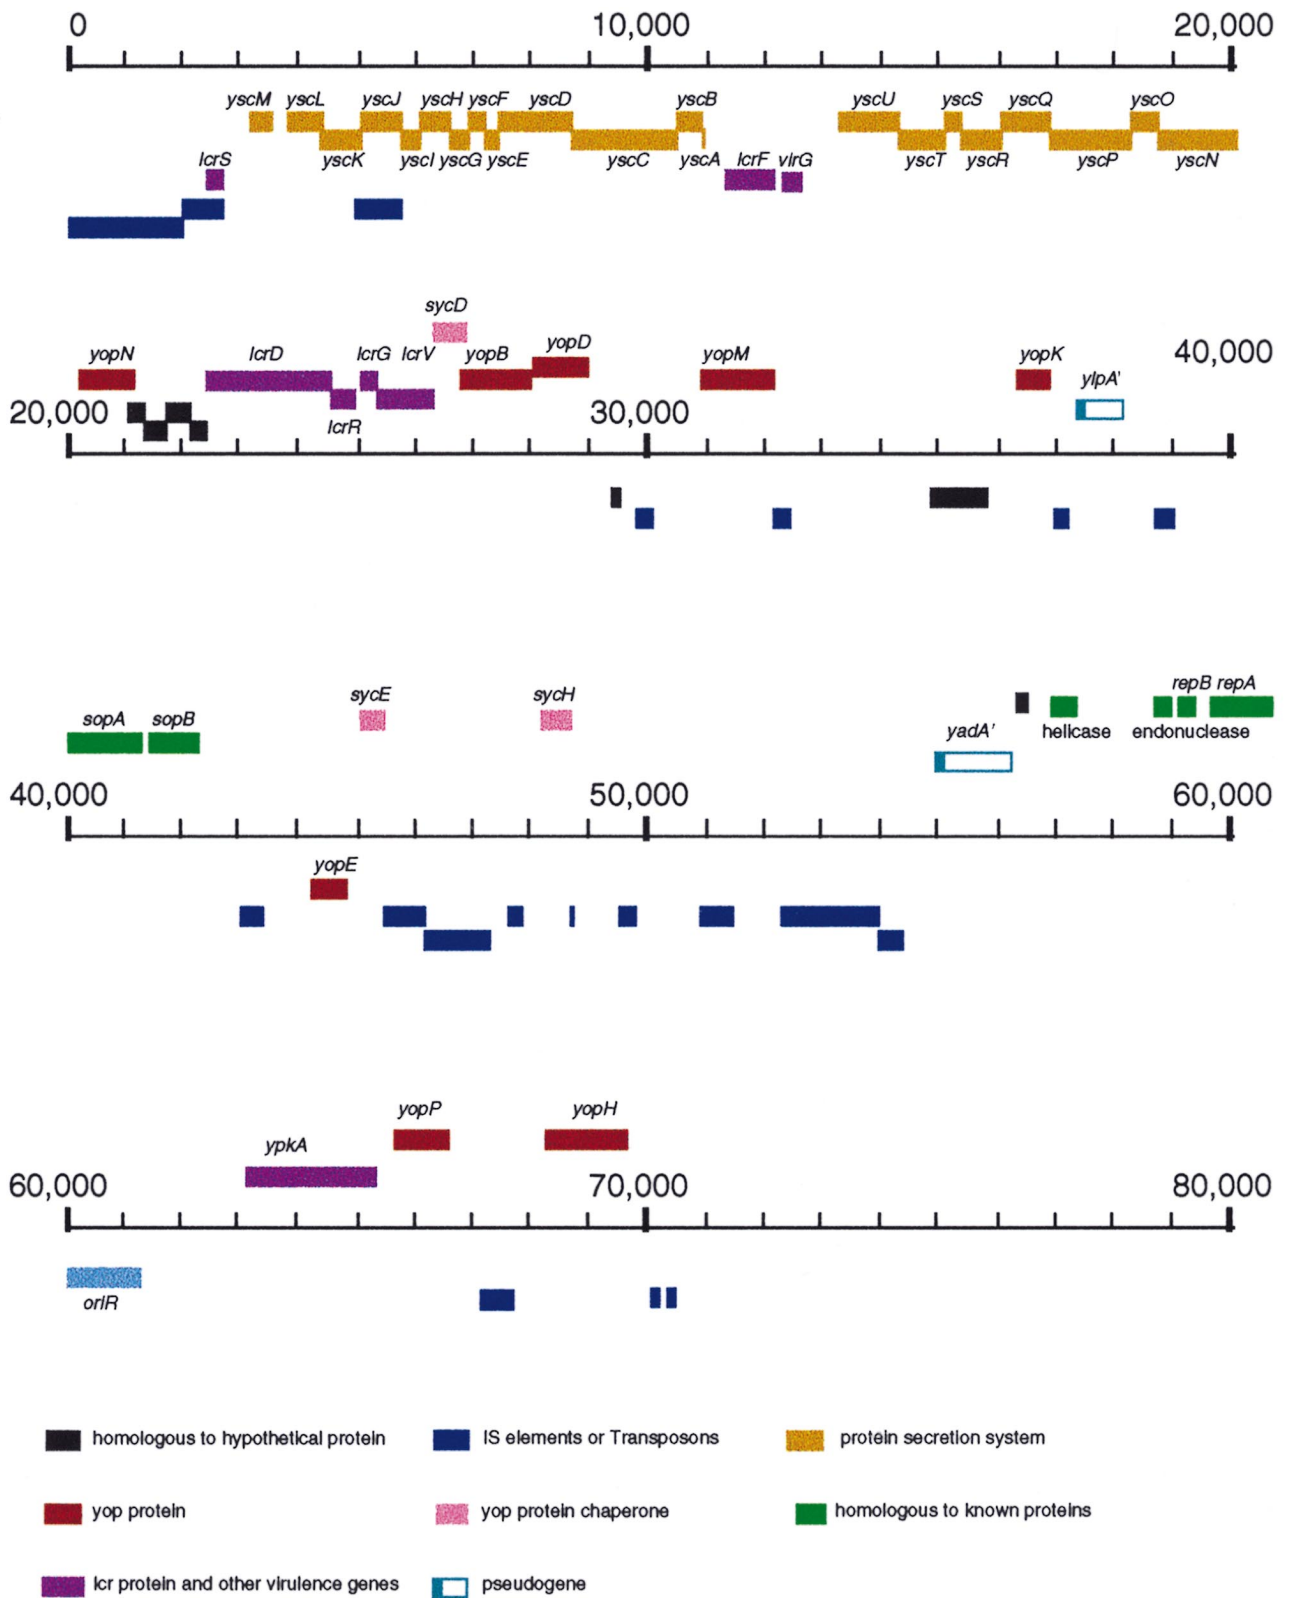 0 10,000 20,000
yscM yscL yscJ yscH yscF yscD yscB yscU yscS yscQ yscO
lcrS yscK yscI yscG yscE yscC yscA lcrF virG yscT yscR yscP yscN
sycD
yopN lcrD lcrG lcrV yopB yopD yopM yopK ylpA' 40,000
20,000 lcrR 30,000
sycE sycH repB repA
sopA sopB yadA' helicase endonuclease
40,000 50,000 60,000
yopE
yopP yopH
ypkA
60,000 70,000 80,000
oriR
homologous to hypothetical protein IS elements or Transposons protein secretion system
yop protein yop protein chaperone homologous to known proteins
lcr protein and other virulence genes pseudogene